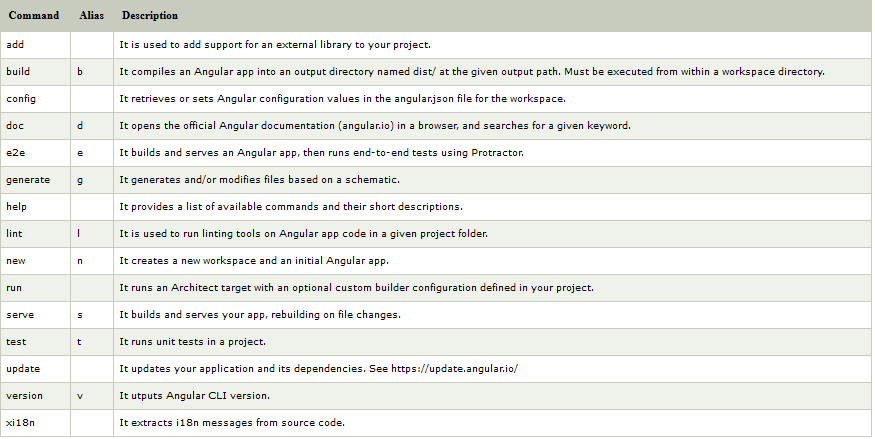 Command Alias Description
add It is used to add support for an external library to your project.
build b It compiles an Angular app into an output directory named dist/ at the given output path. Must be executed from within a workspace directory.
config It retrieves or sets Angular configuration values in the angular.json file for the workspace.
doc d It opens the official Angular documentation (angular.io) in a browser, and searches for a given keyword.
e2e e It builds and serves an Angular app, then runs end-to-end tests using Protractor.
generate g It generates and/or modifies files based on a schematic.
help It provides a list of available commands and their short descriptions.
lint l It is used to run linting tools on Angular app code in a given project folder.
new n It creates a new workspace and an initial Angular app.
run It runs an Architect target with an optional custom builder configuration defined in your project.
serve s It builds and serves your app, rebuilding on file changes.
test t It runs unit tests in a project.
update It updates your application and its dependencies. See https://update.angular.io/
version v It utputs Angular CLI version.
xi18n It extracts i18n messages from source code.